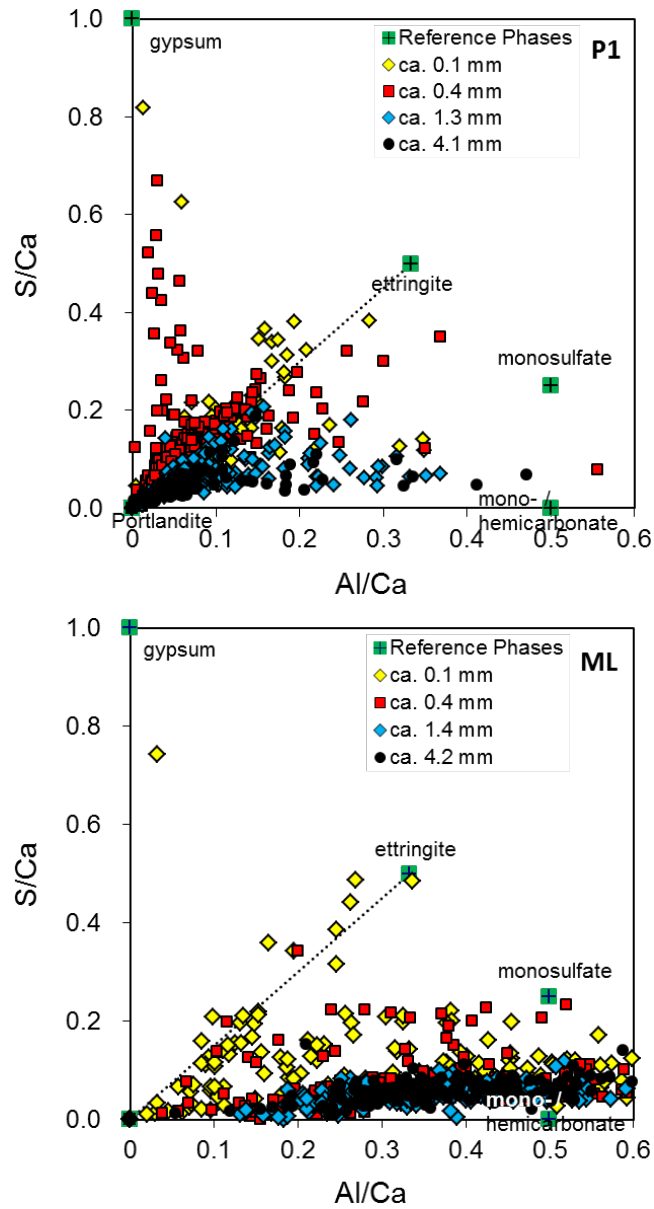 1.0
gypsum
Reference Phases
P1
ca. 0.1 mm
ca. 0.4 mm
ca. 1.3 mm
ca. 4.1 mm
0.8
0.6
S/Ca
ettringite
0.4
monosulfate
0.2
mono- /
hemicarbonate
Portlandite
0.0
0 0.1 0.2 0.3 0.4 0.5 0.6
Al/Ca
1.0
gypsum
Reference Phases
ML
ca. 0.1 mm
ca. 0.4 mm
ca. 1.4 mm
ca. 4.2 mm
0.8
0.6
S/Ca
ettringite
0.4
monosulfate
0.2
mono- /
hemicarbonate
0.0
0 0.1 0.2 0.3 0.4 0.5 0.6
Al/Ca